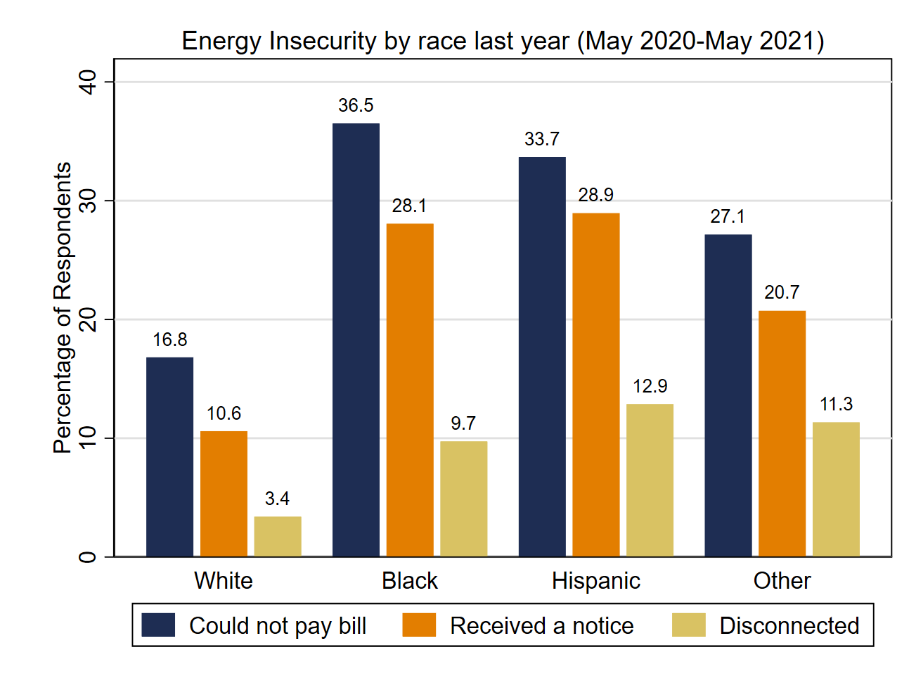 Energy Insecurity by race last year (May 2020-May 2021)
Percentage of Respondents
40
30
20
10
0
16.8
10.6
3.4
36.5
28.1
9.7
33.7
28.9
12.9
27.1
20.7
11.3
White
Black
Hispanic
Other
Could not pay bill
Received a notice
Disconnected